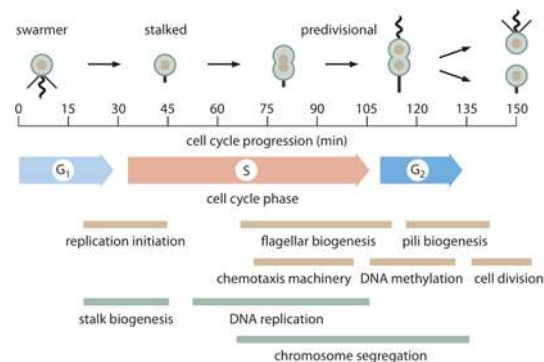 swarmer stalked predivisional
0 15 30 45 60 75 90 105 120 135 150
cell cycle progression (min)
G1 S G2
cell cycle phase
replication initiation flagellar biogenesis pili biogenesis
chemotaxis machinery DNA methylation cell division
stalk biogenesis DNA replication
chromosome segregation